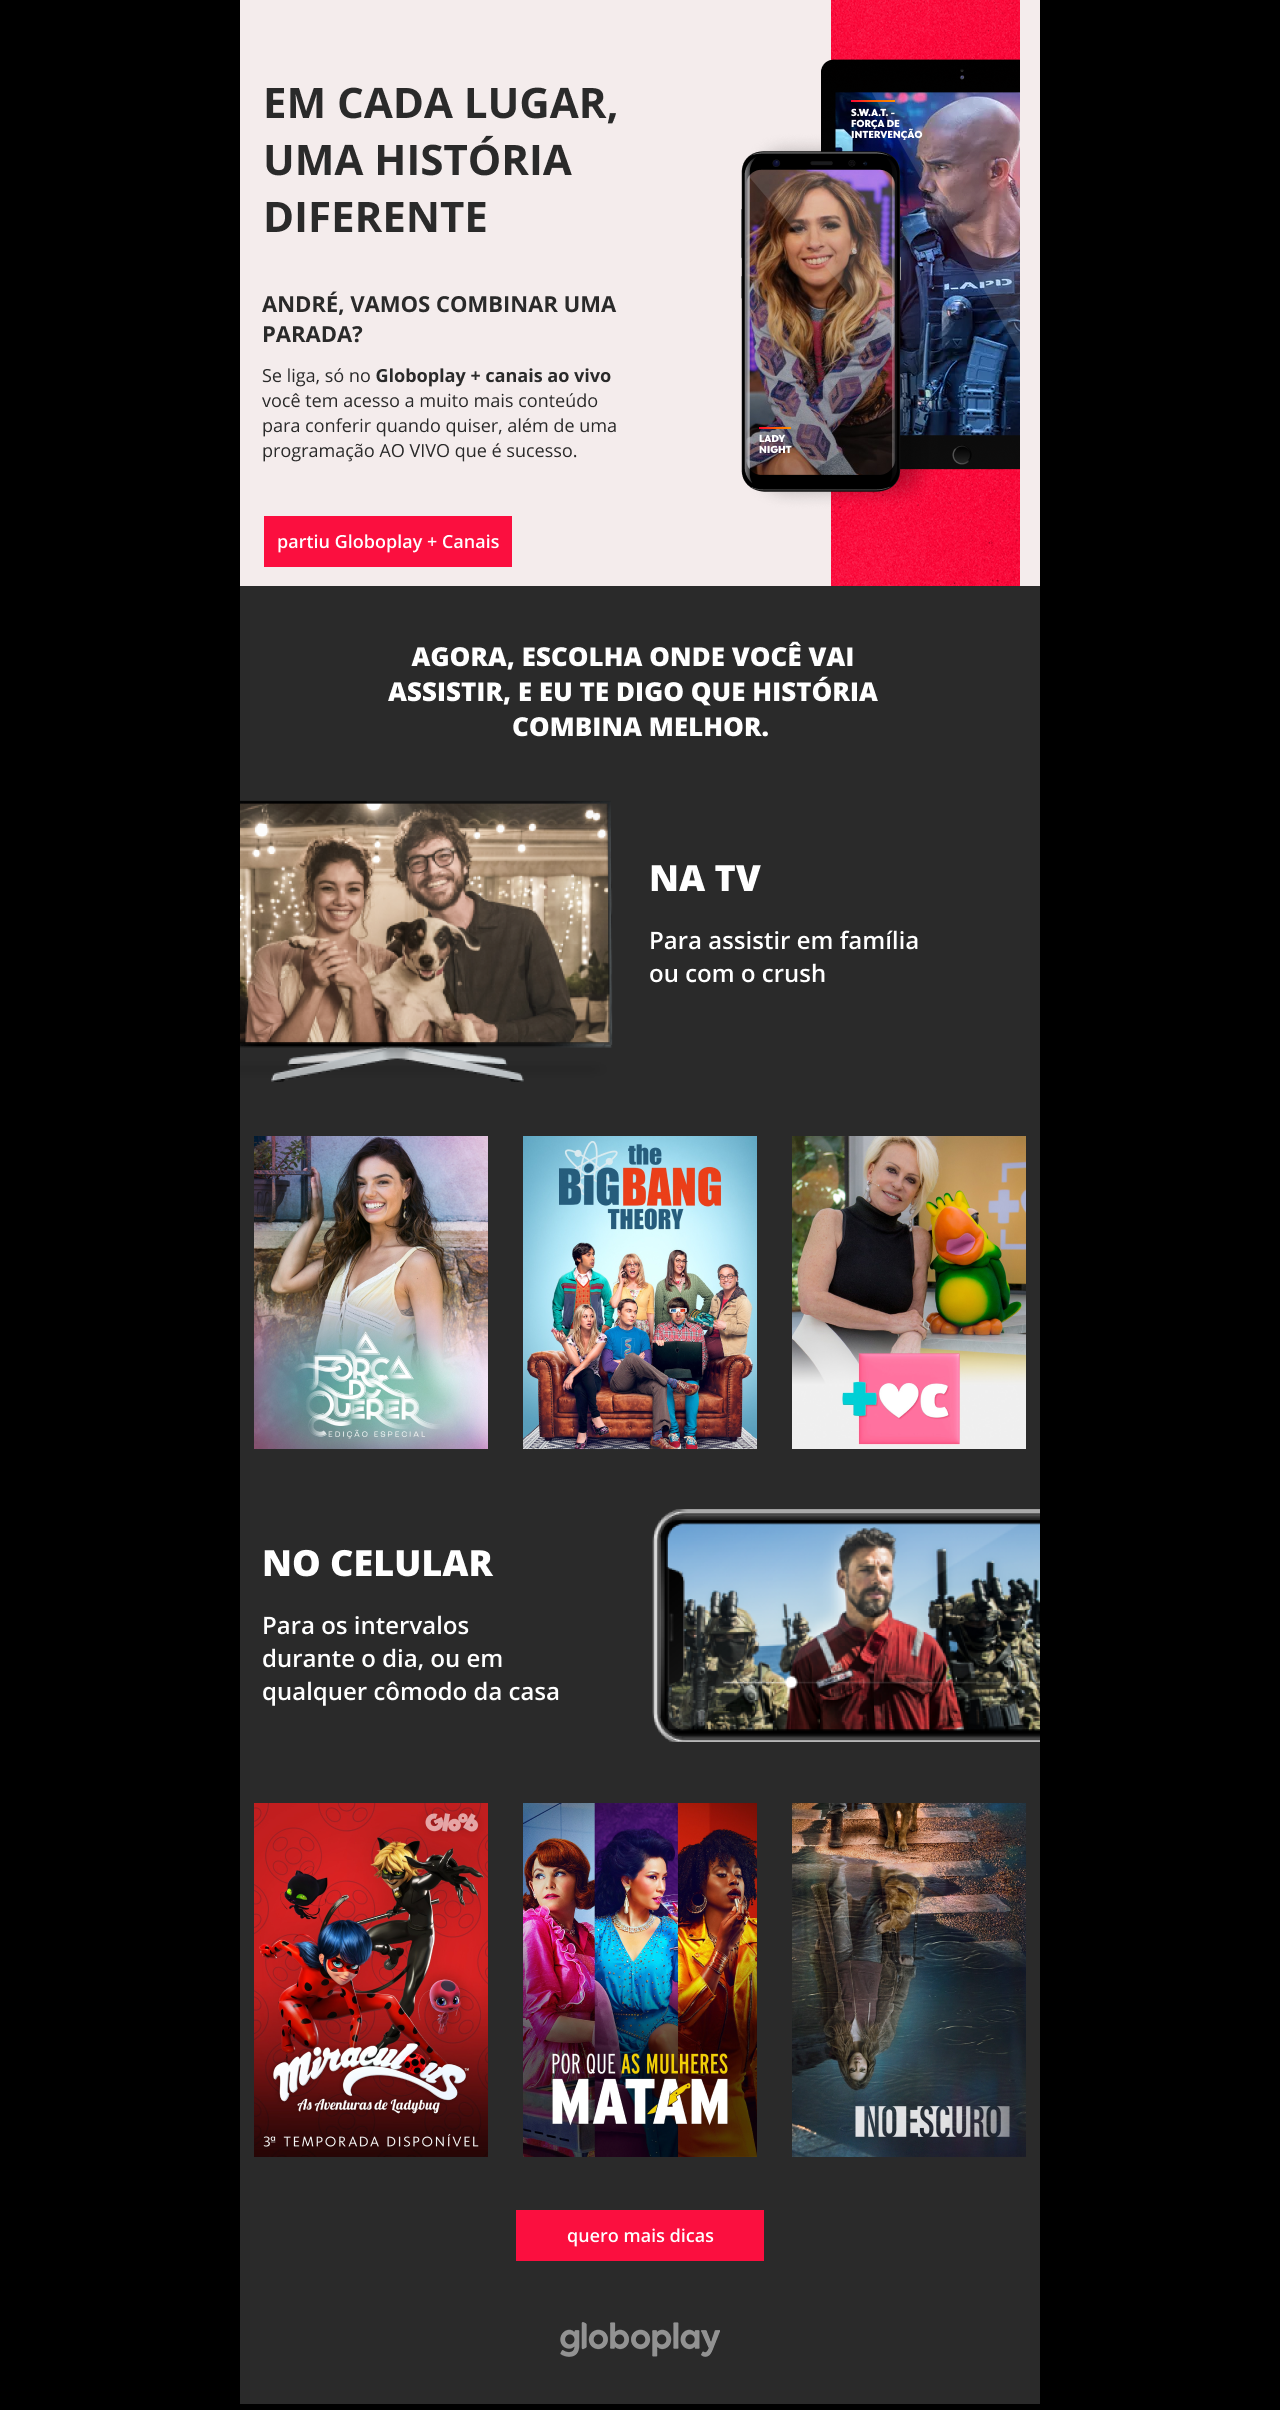 EM CADA LUGAR,
UMA HISTÓRIA
DIFERENTE
ANDRÉ, VAMOS COMBINAR UMA
PARADA?
Se liga, só no Globoplay + canais ao vivo
você tem acesso a muito mais conteúdo
para conferir quando quiser, além de uma
programação AO VIVO que é sucesso.
partiu Globoplay + Canais
S.W.A.T. -
FORÇA DE
INTERVENÇÃO
LAPD
LADY
NIGHT
AGORA, ESCOLHA ONDE VOCÊ VAI
ASSISTIR, E EU TE DIGO QUE HISTÓRIA
COMBINA MELHOR.
NA TV
Para assistir em família
ou com o crush
A
FORÇA
DO
QUERER
EDIÇÃO ESPECIAL
the
BIG BANG
THEORY
+♥C
NO CELULAR
Para os intervalos
durante o dia, ou em
qualquer cômodo da casa
Gloob
Miraculous
As Aventuras de Ladybug
3ª TEMPORADA DISPONÍVEL
POR QUE AS MULHERES
MATAM
NO ESCURO
quero mais dicas
globoplay